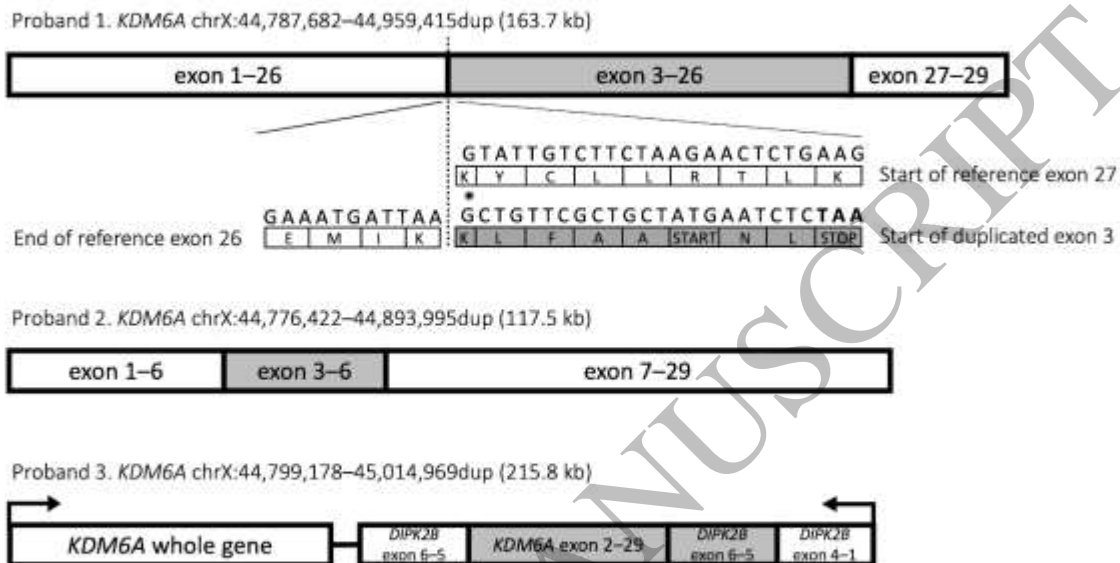 Proband 1. KDM6A chrX:44,787,682–44,959,415dup (163.7 kb)
exon 1–26 exon 3–26 exon 27–29
GTATTGTCTTCTAAGAACTCTGAAG
K Y C L L R T L K Start of reference exon 27
*
GAAATGATTAA GCTGTTCGCTGCTATGAATCTCTAA
End of reference exon 26 E M I K K L F A A START N L STOP Start of duplicated exon 3
Proband 2. KDM6A chrX:44,776,422–44,893,995dup (117.5 kb)
exon 1–6 exon 3–6 exon 7–29
Proband 3. KDM6A chrX:44,799,178–45,014,969dup (215.8 kb)
KDM6A whole gene DIPK2B exon 6–5 KDM6A exon 2–29 DIPK2B exon 6–5 DIPK2B exon 4–1
ANUSCRIPT